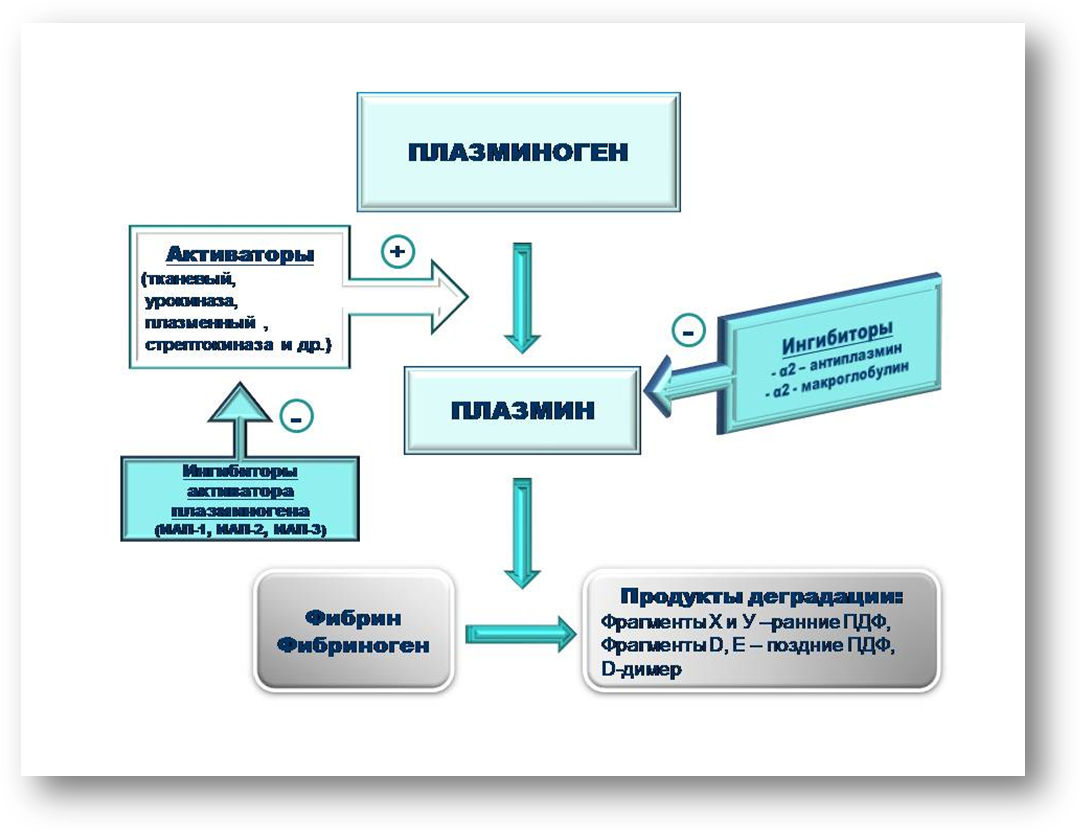 ПЛАЗМИНОГЕН
Активаторы
(тканевый,
урокиназа,
плазменный ,
стрептокиназа и др.)
+
-
Ингибиторы
- α2 – антиплазмин
- α2 - макроглобулин
ПЛАЗМИН
-
Ингибиторы
активатора
плазминогена
(ИАП-1, ИАП-2, ИАП-3)
Фибрин
Фибриноген
Продукты деградации:
Фрагменты X и У –ранние ПДФ,
Фрагменты D, E – поздние ПДФ,
D-димер